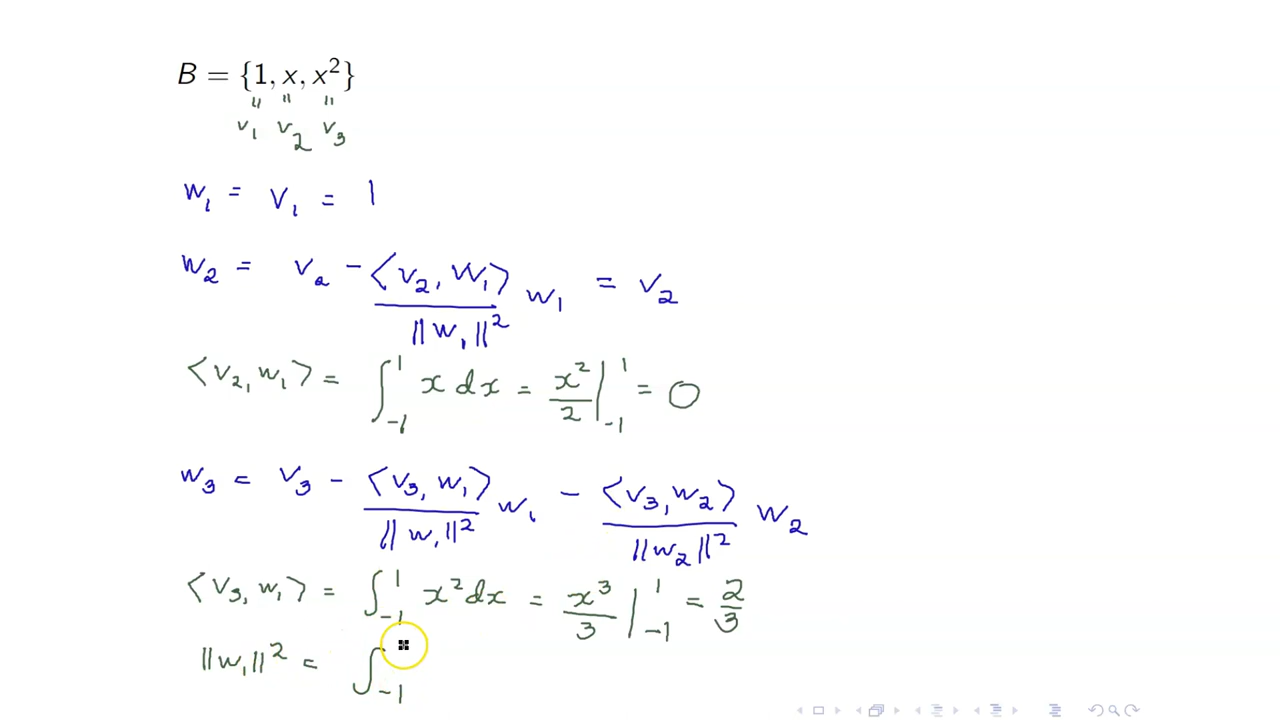 B = {1, x, x²}
" " "
v₁ v₂ v₃
w₁ = v₁ = 1
w₂ = v₂ - <v₂, w₁> / ||w₁||² w₁ = v₂
<v₂, w₁> = ∫₋₁¹ x dx = x²/2 |₋₁¹ = 0
w₃ = v₃ - <v₃, w₁> / ||w₁||² w₁ - <v₃, w₂> / ||w₂||² w₂
<v₃, w₁> = ∫₋₁¹ x² dx = x³/3 |₋₁¹ = 2/3
||w₁||² = ∫₋₁